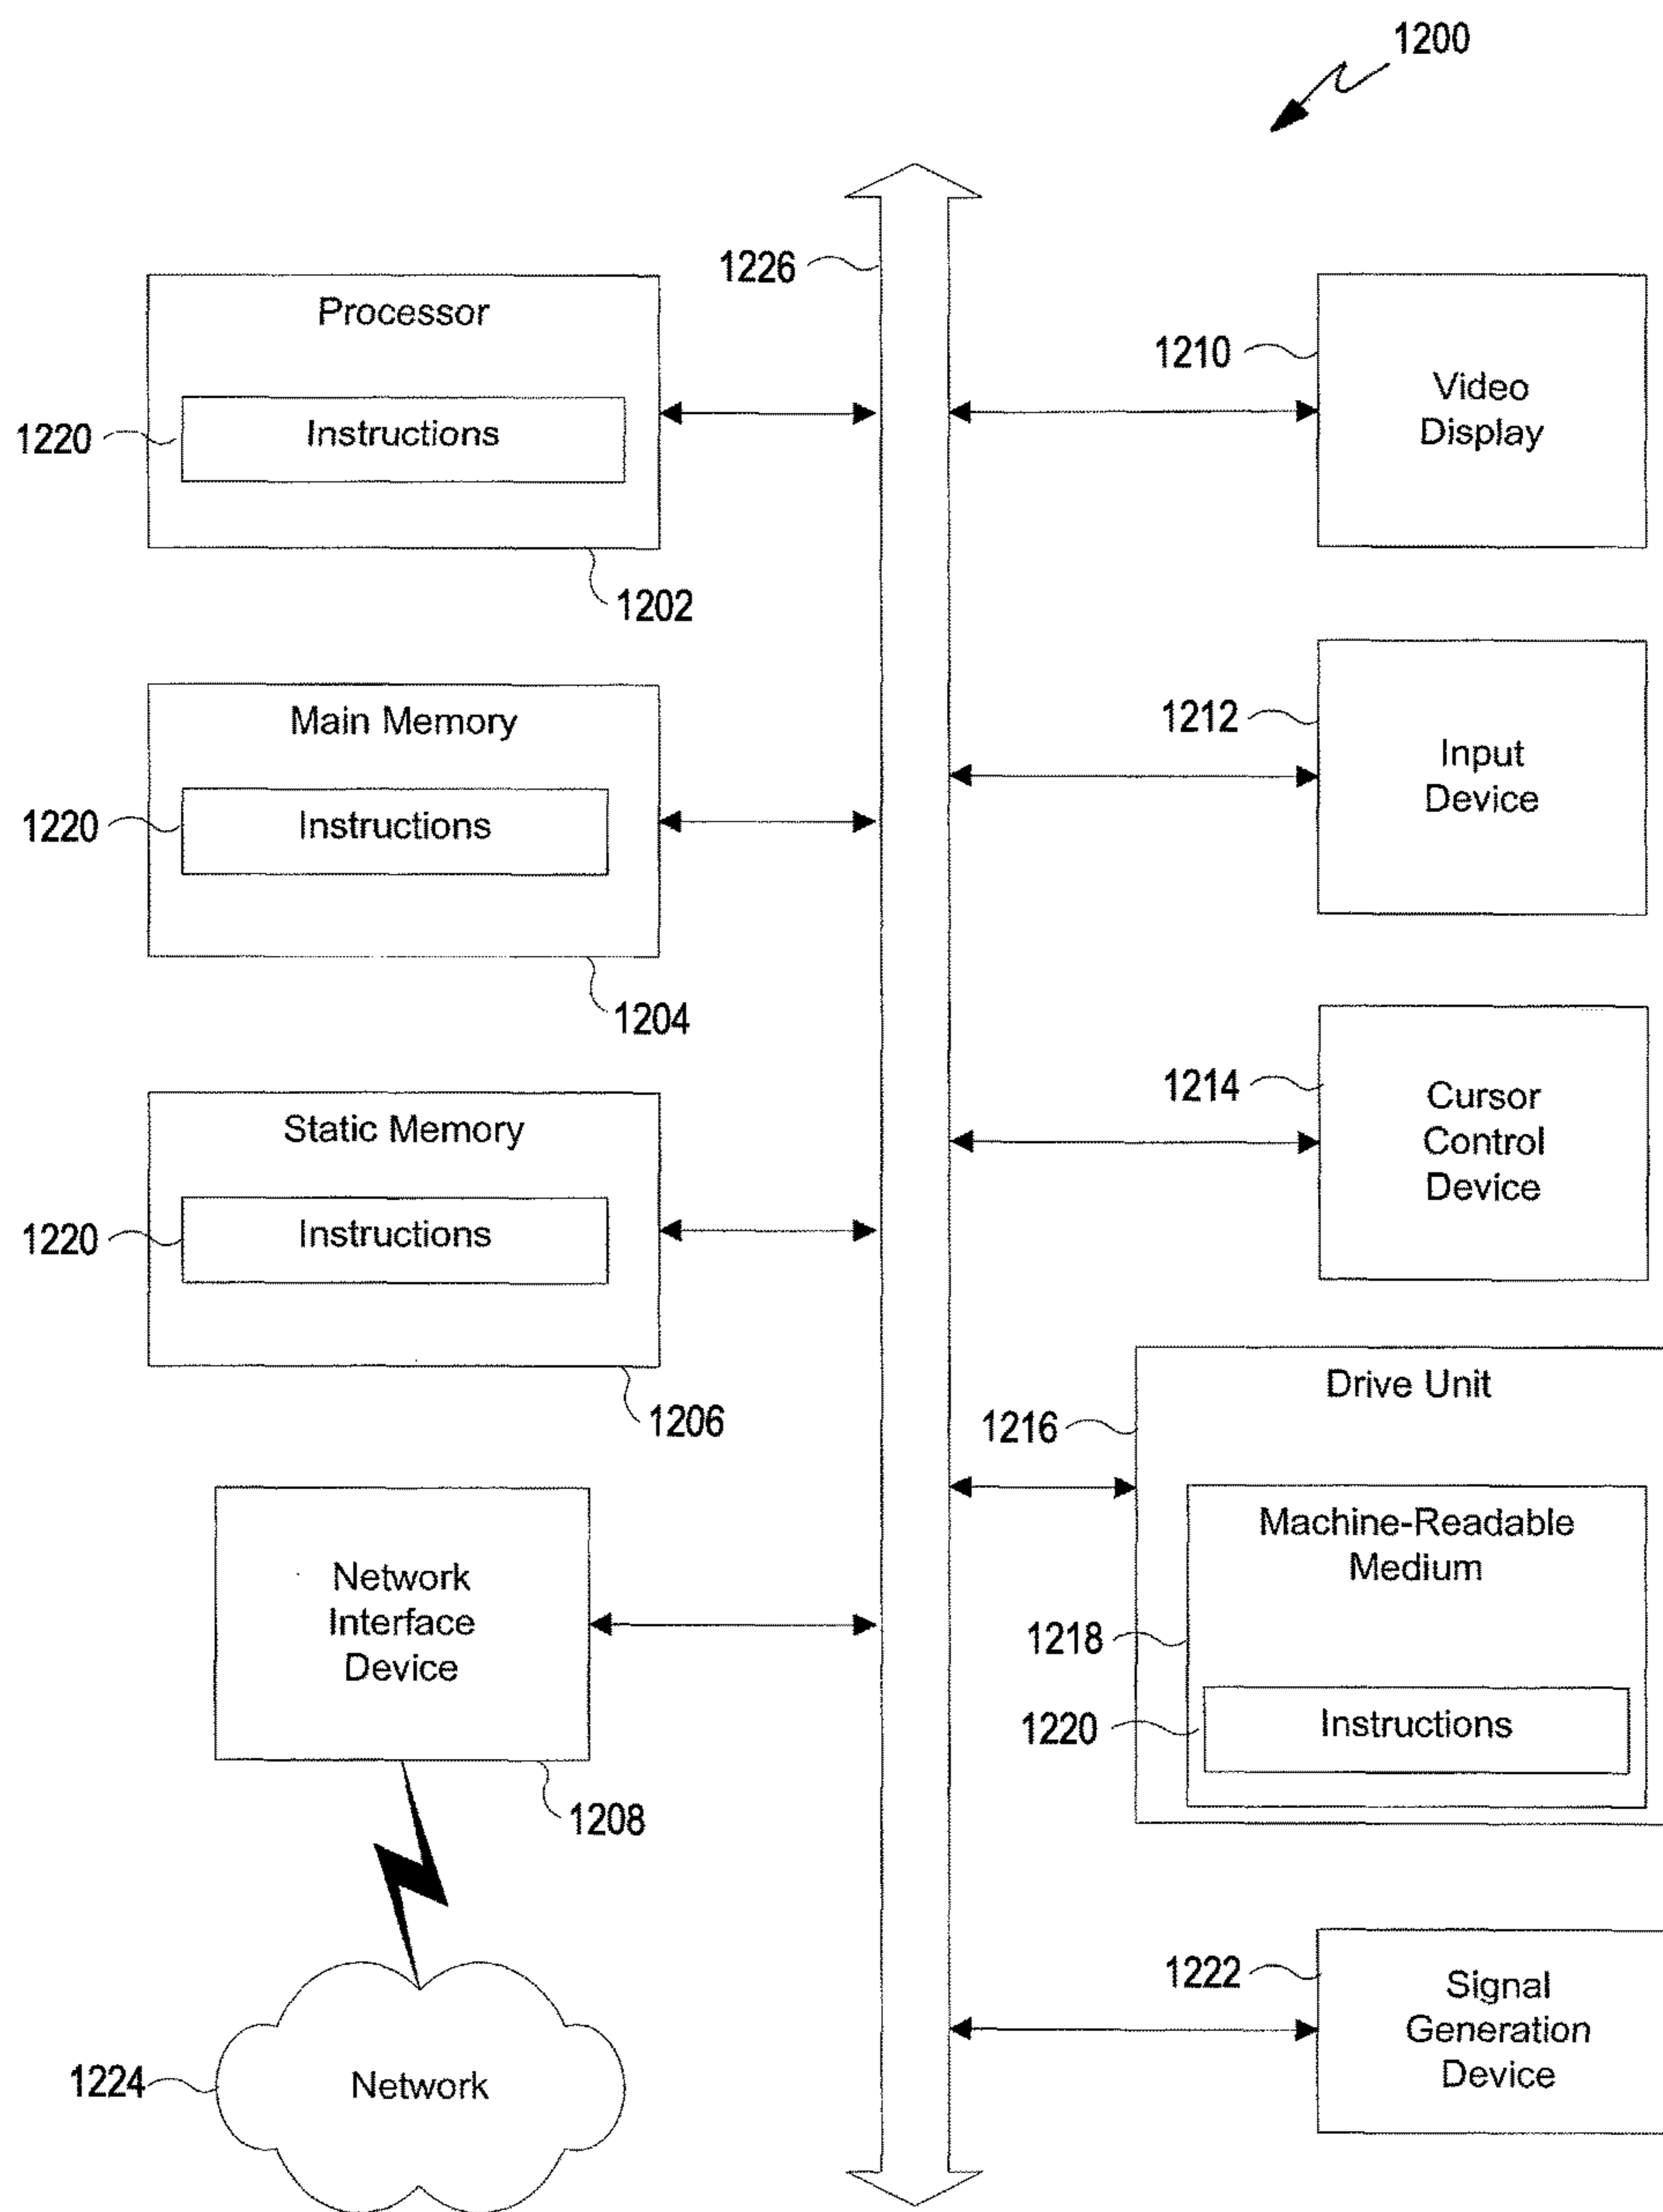 1200
1226
Processor
1220
Instructions
1202
Main Memory
1220
Instructions
1204
Static Memory
1220
Instructions
1206
Network
Interface
Device
1208
1224
Network
1210
Video
Display
1212
Input
Device
1214
Cursor
Control
Device
Drive Unit
1216
Machine-Readable
Medium
1218
1220
Instructions
1222
Signal
Generation
Device